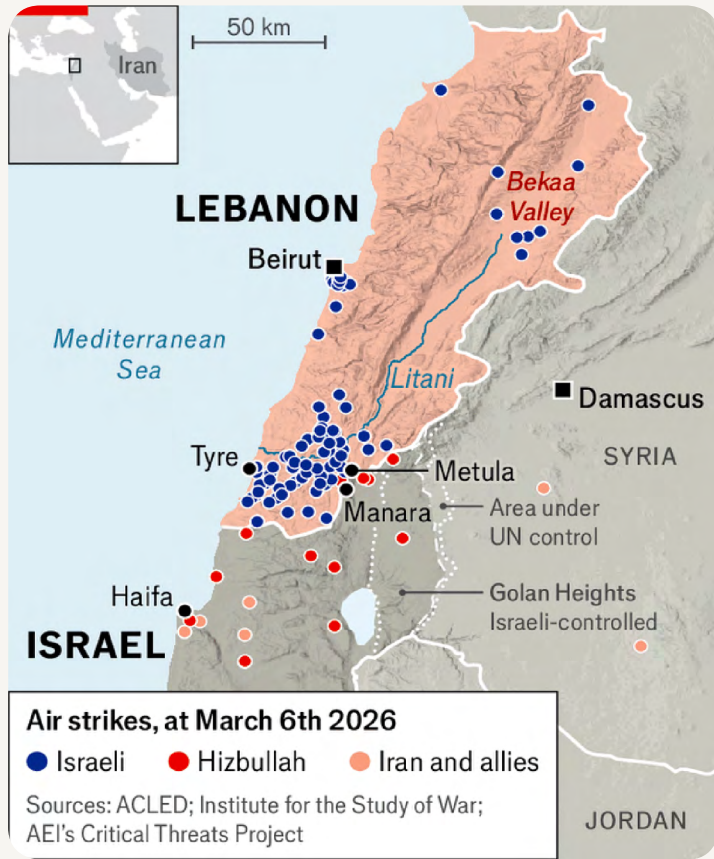 50 km
Iran
Bekaa
Valley
LEBANON
Beirut
Mediterranean
Sea
Litani
Damascus
SYRIA
Tyre
Metula
Manara
Area under
UN control
Haifa
Golan Heights
Israeli-controlled
ISRAEL
Air strikes, at March 6th 2026
Israeli Hizbullah Iran and allies
Sources: ACLED; Institute for the Study of War;
AEI's Critical Threats Project
JORDAN